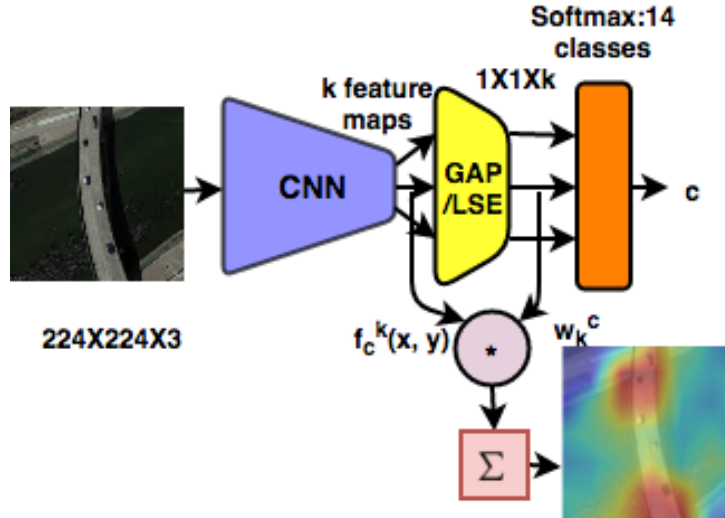 Softmax:14
classes
1X1Xk
k feature
maps
CNN
GAP
/LSE
c
224X224X3
f_c^k(x, y)
w_k^c
*
Σ